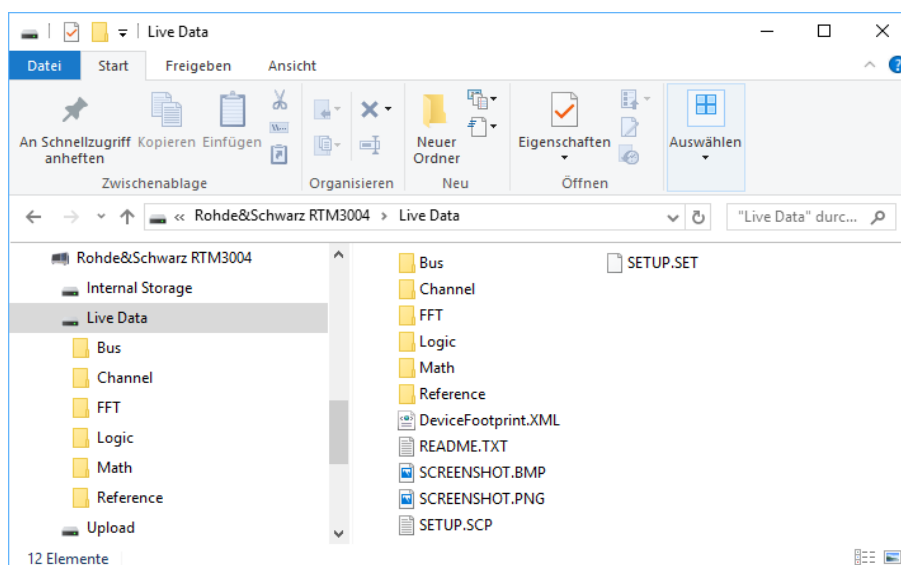 Live Data
Datei Start Freigeben Ansicht
An Schnellzugriff anheften
Kopieren
Einfügen
Neuer Ordner
Eigenschaften
Auswählen
Zwischenablage Organisieren Neu Öffnen
« Rohde&Schwarz RTM3004 > Live Data
"Live Data" durc...
Rohde&Schwarz RTM3004
Internal Storage
Live Data
Bus
Channel
FFT
Logic
Math
Reference
Upload
Bus
Channel
FFT
Logic
Math
Reference
DeviceFootprint.XML
README.TXT
SCREENSHOT.BMP
SCREENSHOT.PNG
SETUP.SCP
SETUP.SET
12 Elemente